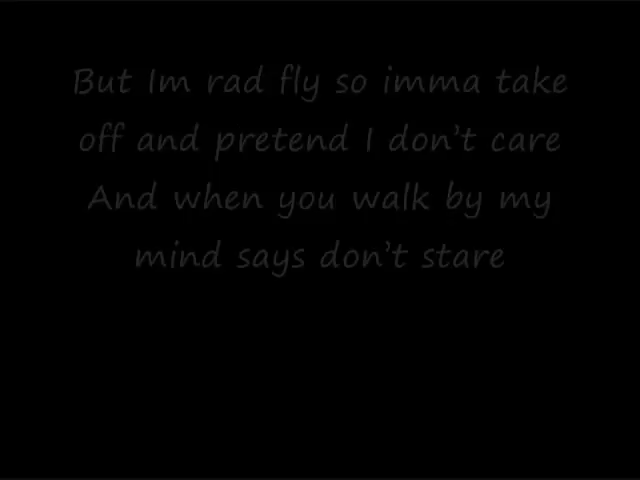 But Im rad fly so imma take
off and pretend I don't care
And when you walk by my
mind says don't stare